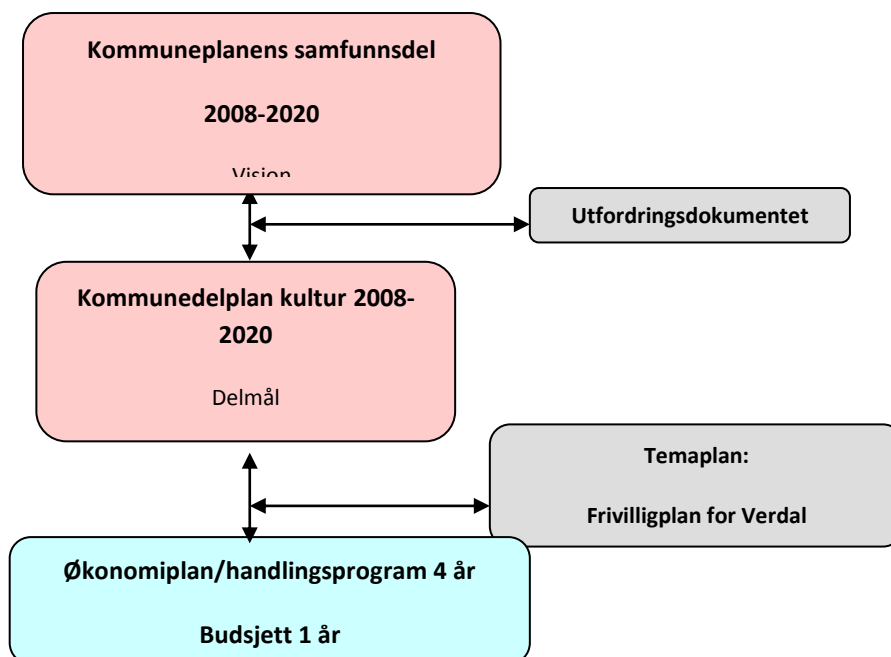 Kommuneplanens samfunnsdel
2008-2020
Visjon
Utfordringsdokumentet
Kommunedelplan kultur 2008-
2020
Delmål
Temaplan:
Frivilligplan for Verdal
Økonomiplan/handlingsprogram 4 år
Budsjett 1 år